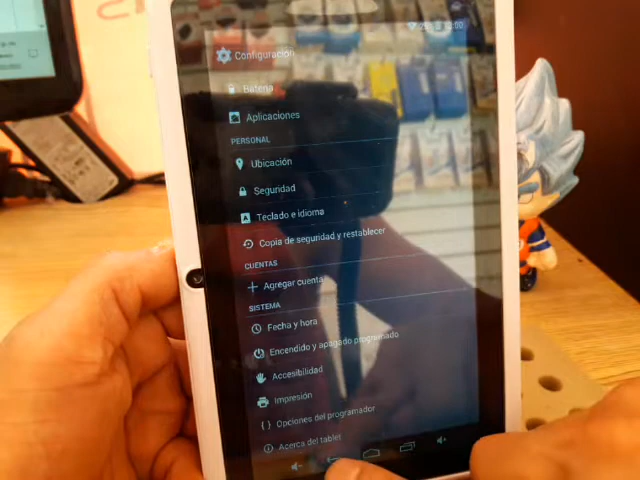 Configuración
Batería
Aplicaciones
PERSONAL
Ubicación
Seguridad
Teclado e idioma
Copia de seguridad y restablecer
CUENTAS
Agregar cuenta
SISTEMA
Fecha y hora
Encendido y apagado programado
Accesibilidad
Impresión
Opciones del programador
Acerca del tablet